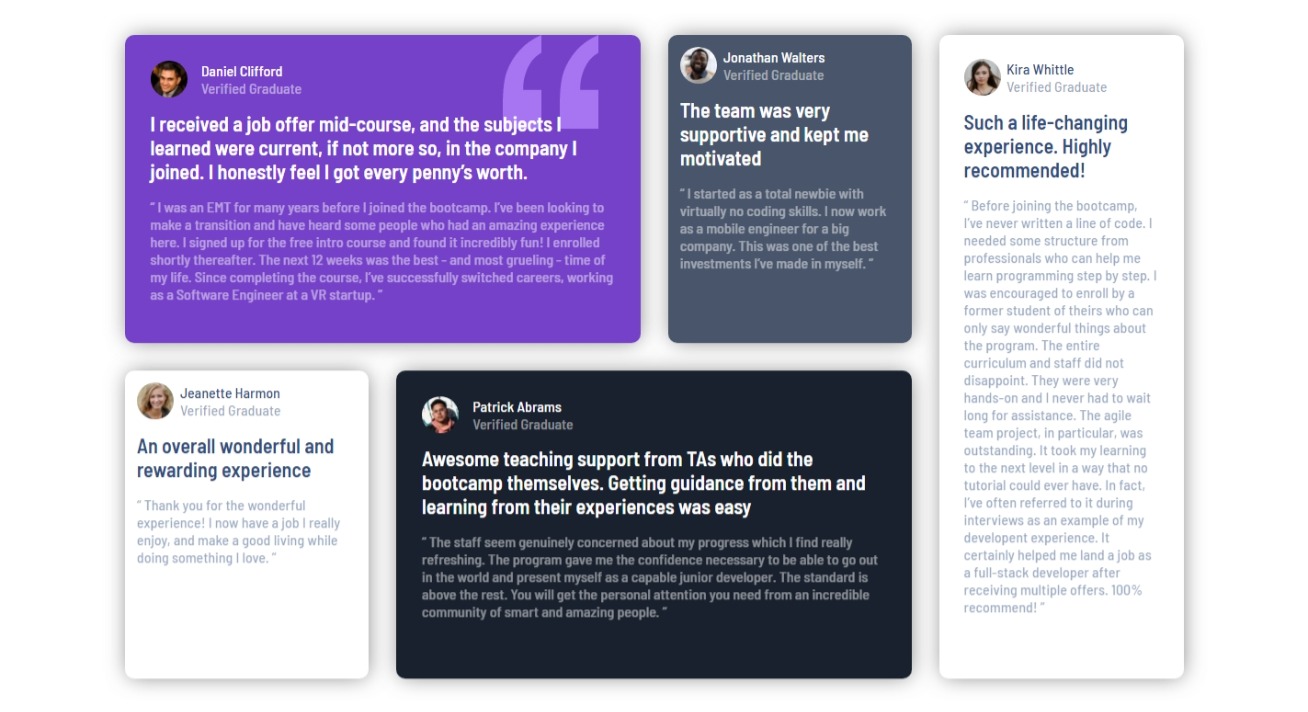 Daniel Clifford
Verified Graduate
I received a job offer mid-course, and the subjects I
learned were current, if not more so, in the company I
joined. I honestly feel I got every penny’s worth.
“ I was an EMT for many years before I joined the bootcamp. I’ve been looking to
make a transition and have heard some people who had an amazing experience
here. I signed up for the free intro course and found it incredibly fun! I enrolled
shortly thereafter. The next 12 weeks was the best - and most grueling - time of
my life. Since completing the course, I’ve successfully switched careers, working
as a Software Engineer at a VR startup. ”
Jonathan Walters
Verified Graduate
The team was very
supportive and kept me
motivated
“ I started as a total newbie with
virtually no coding skills. I now work
as a mobile engineer for a big
company. This was one of the best
investments I’ve made in myself. ”
Kira Whittle
Verified Graduate
Such a life-changing
experience. Highly
recommended!
“ Before joining the bootcamp,
I’ve never written a line of code. I
needed some structure from
professionals who can help me
learn programming step by step. I
was encouraged to enroll by a
former student of theirs who can
only say wonderful things about
the program. The entire
curriculum and staff did not
disappoint. They were very
hands-on and I never had to wait
long for assistance. The agile
team project, in particular, was
outstanding. It took my learning
to the next level in a way that no
tutorial could ever have. In fact,
I’ve often referred to it during
interviews as an example of my
developent experience. It
certainly helped me land a job as
a full-stack developer after
receiving multiple offers. 100%
recommend! ”
Jeanette Harmon
Verified Graduate
An overall wonderful and
rewarding experience
“ Thank you for the wonderful
experience! I now have a job I really
enjoy, and make a good living while
doing something I love. ”
Patrick Abrams
Verified Graduate
Awesome teaching support from TAs who did the
bootcamp themselves. Getting guidance from them and
learning from their experiences was easy
“ The staff seem genuinely concerned about my progress which I find really
refreshing. The program gave me the confidence necessary to be able to go out
in the world and present myself as a capable junior developer. The standard is
above the rest. You will get the personal attention you need from an incredible
community of smart and amazing people. ”